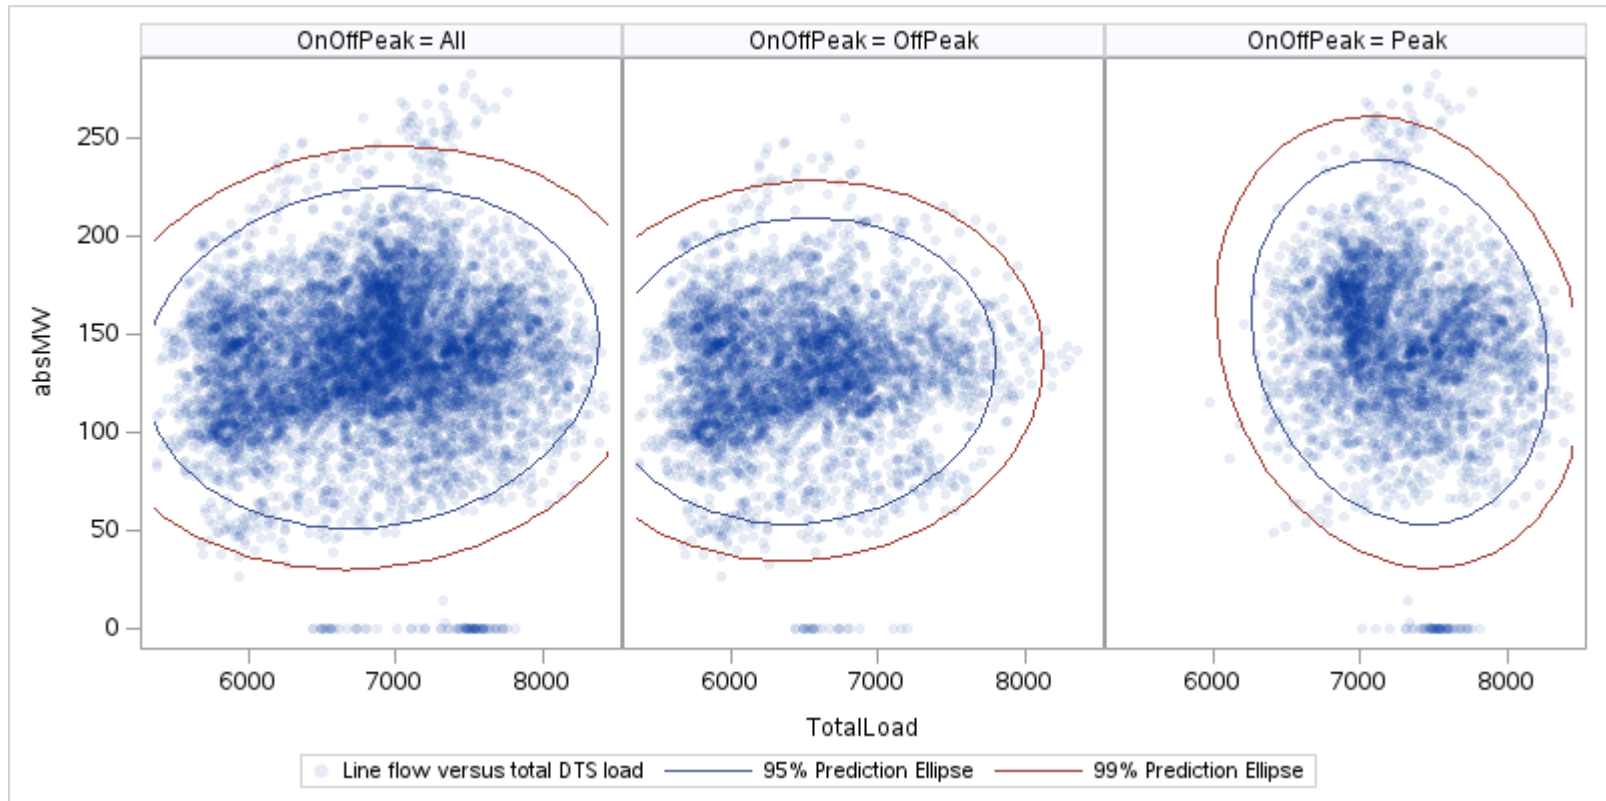 OnOffPeak = All
OnOffPeak = OffPeak
OnOffPeak = Peak
absMW
250
200
150
100
50
0
6000 7000 8000
6000 7000 8000
6000 7000 8000
TotalLoad
Line flow versus total DTS load
95% Prediction Ellipse
99% Prediction Ellipse